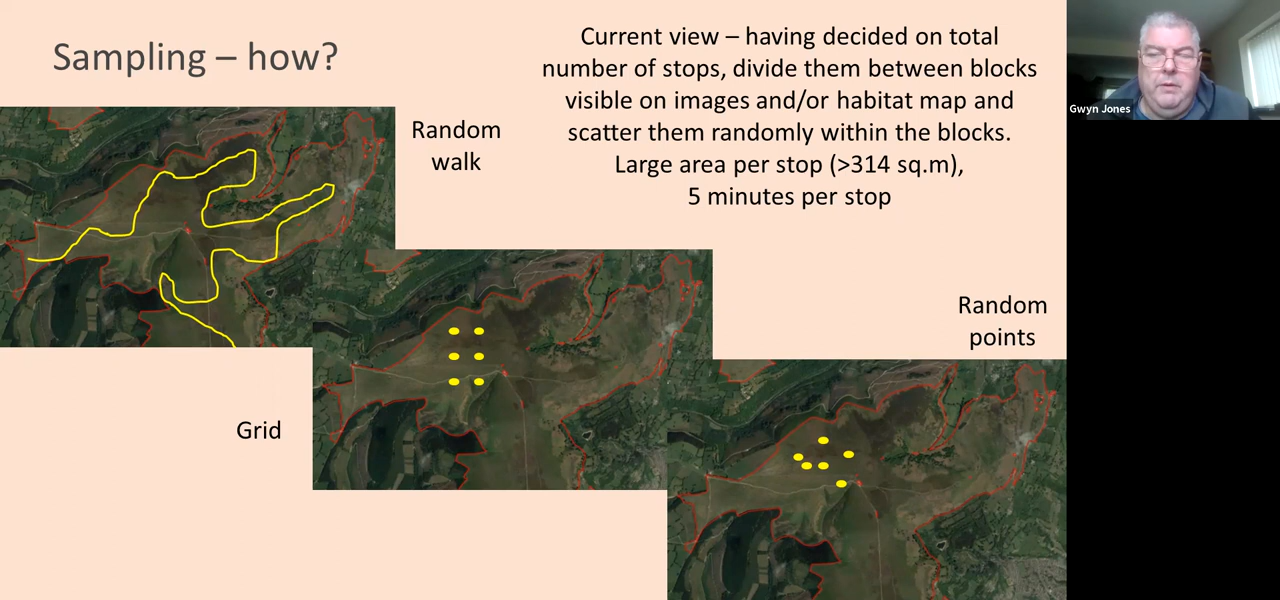 Sampling – how?
Current view – having decided on total
number of stops, divide them between blocks
visible on images and/or habitat map and
scatter them randomly within the blocks.
Large area per stop (>314 sq.m),
5 minutes per stop
Gwyn Jones
Random
walk
Random
points
Grid